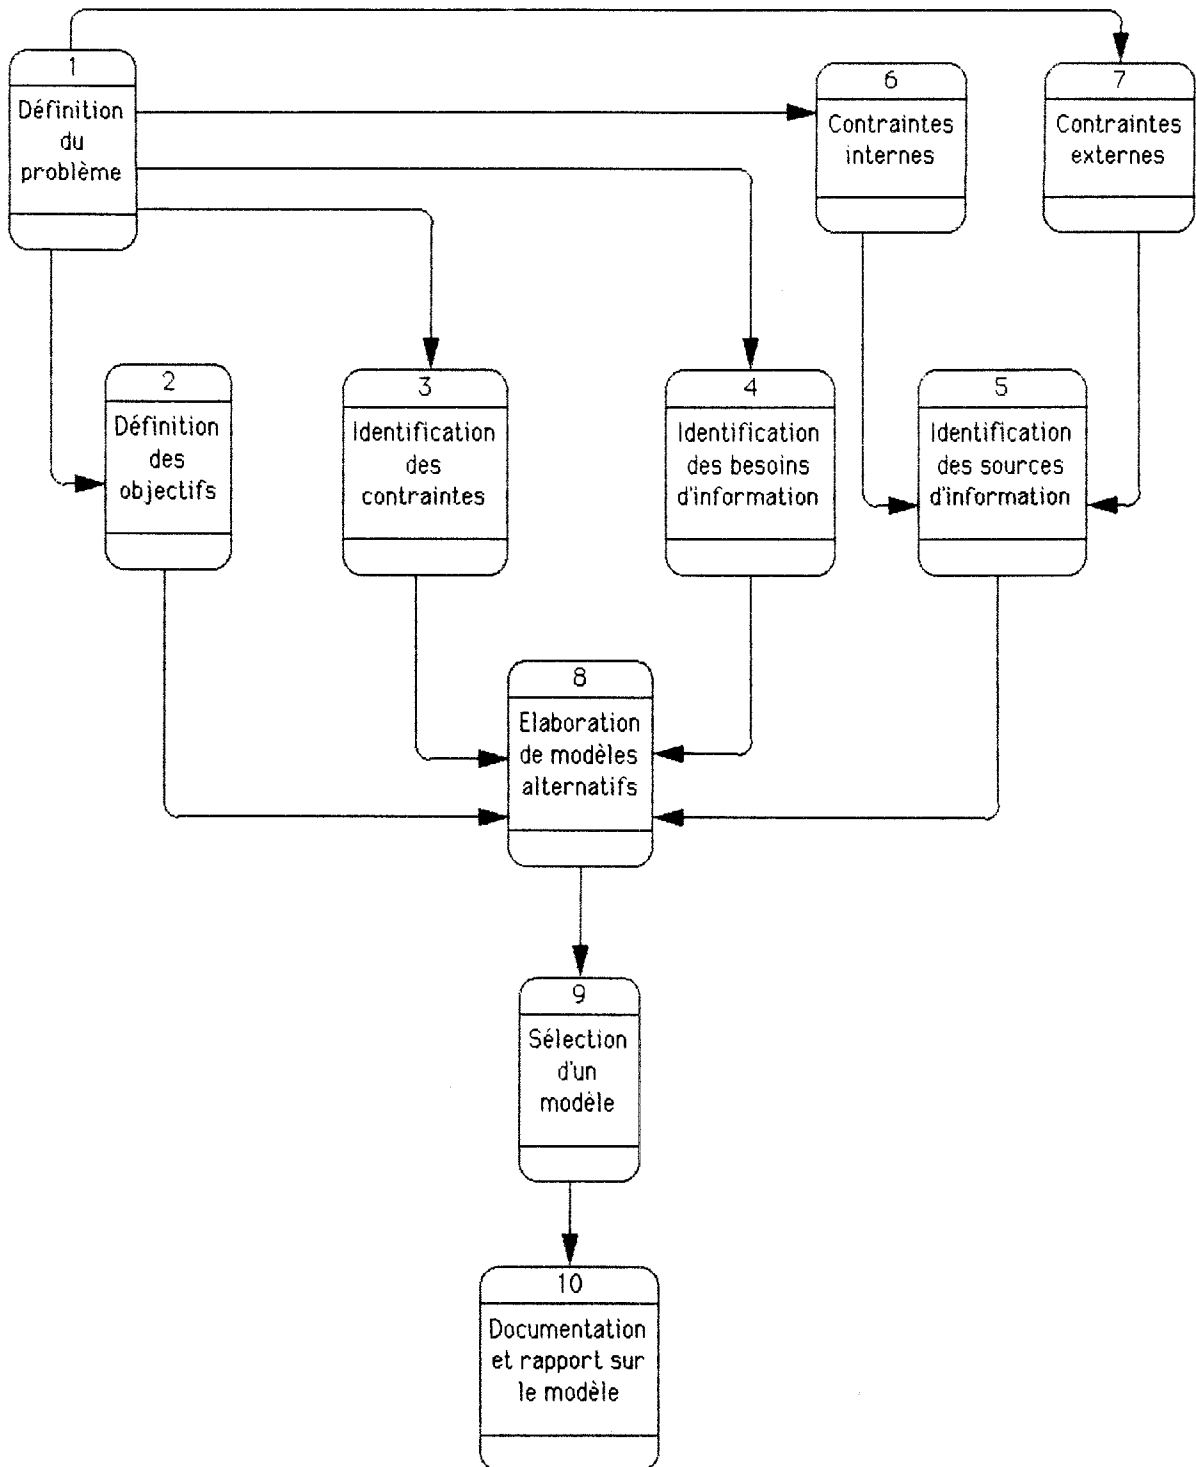 1
Définition
du
problème
6
Contraintes
internes
7
Contraintes
externes
2
Définition
des
objectifs
3
Identification
des
contraintes
4
Identification
des besoins
d'information
5
Identification
des sources
d'information
8
Elaboration
de modèles
alternatifs
9
Sélection
d'un
modèle
10
Documentation
et rapport sur
le modèle